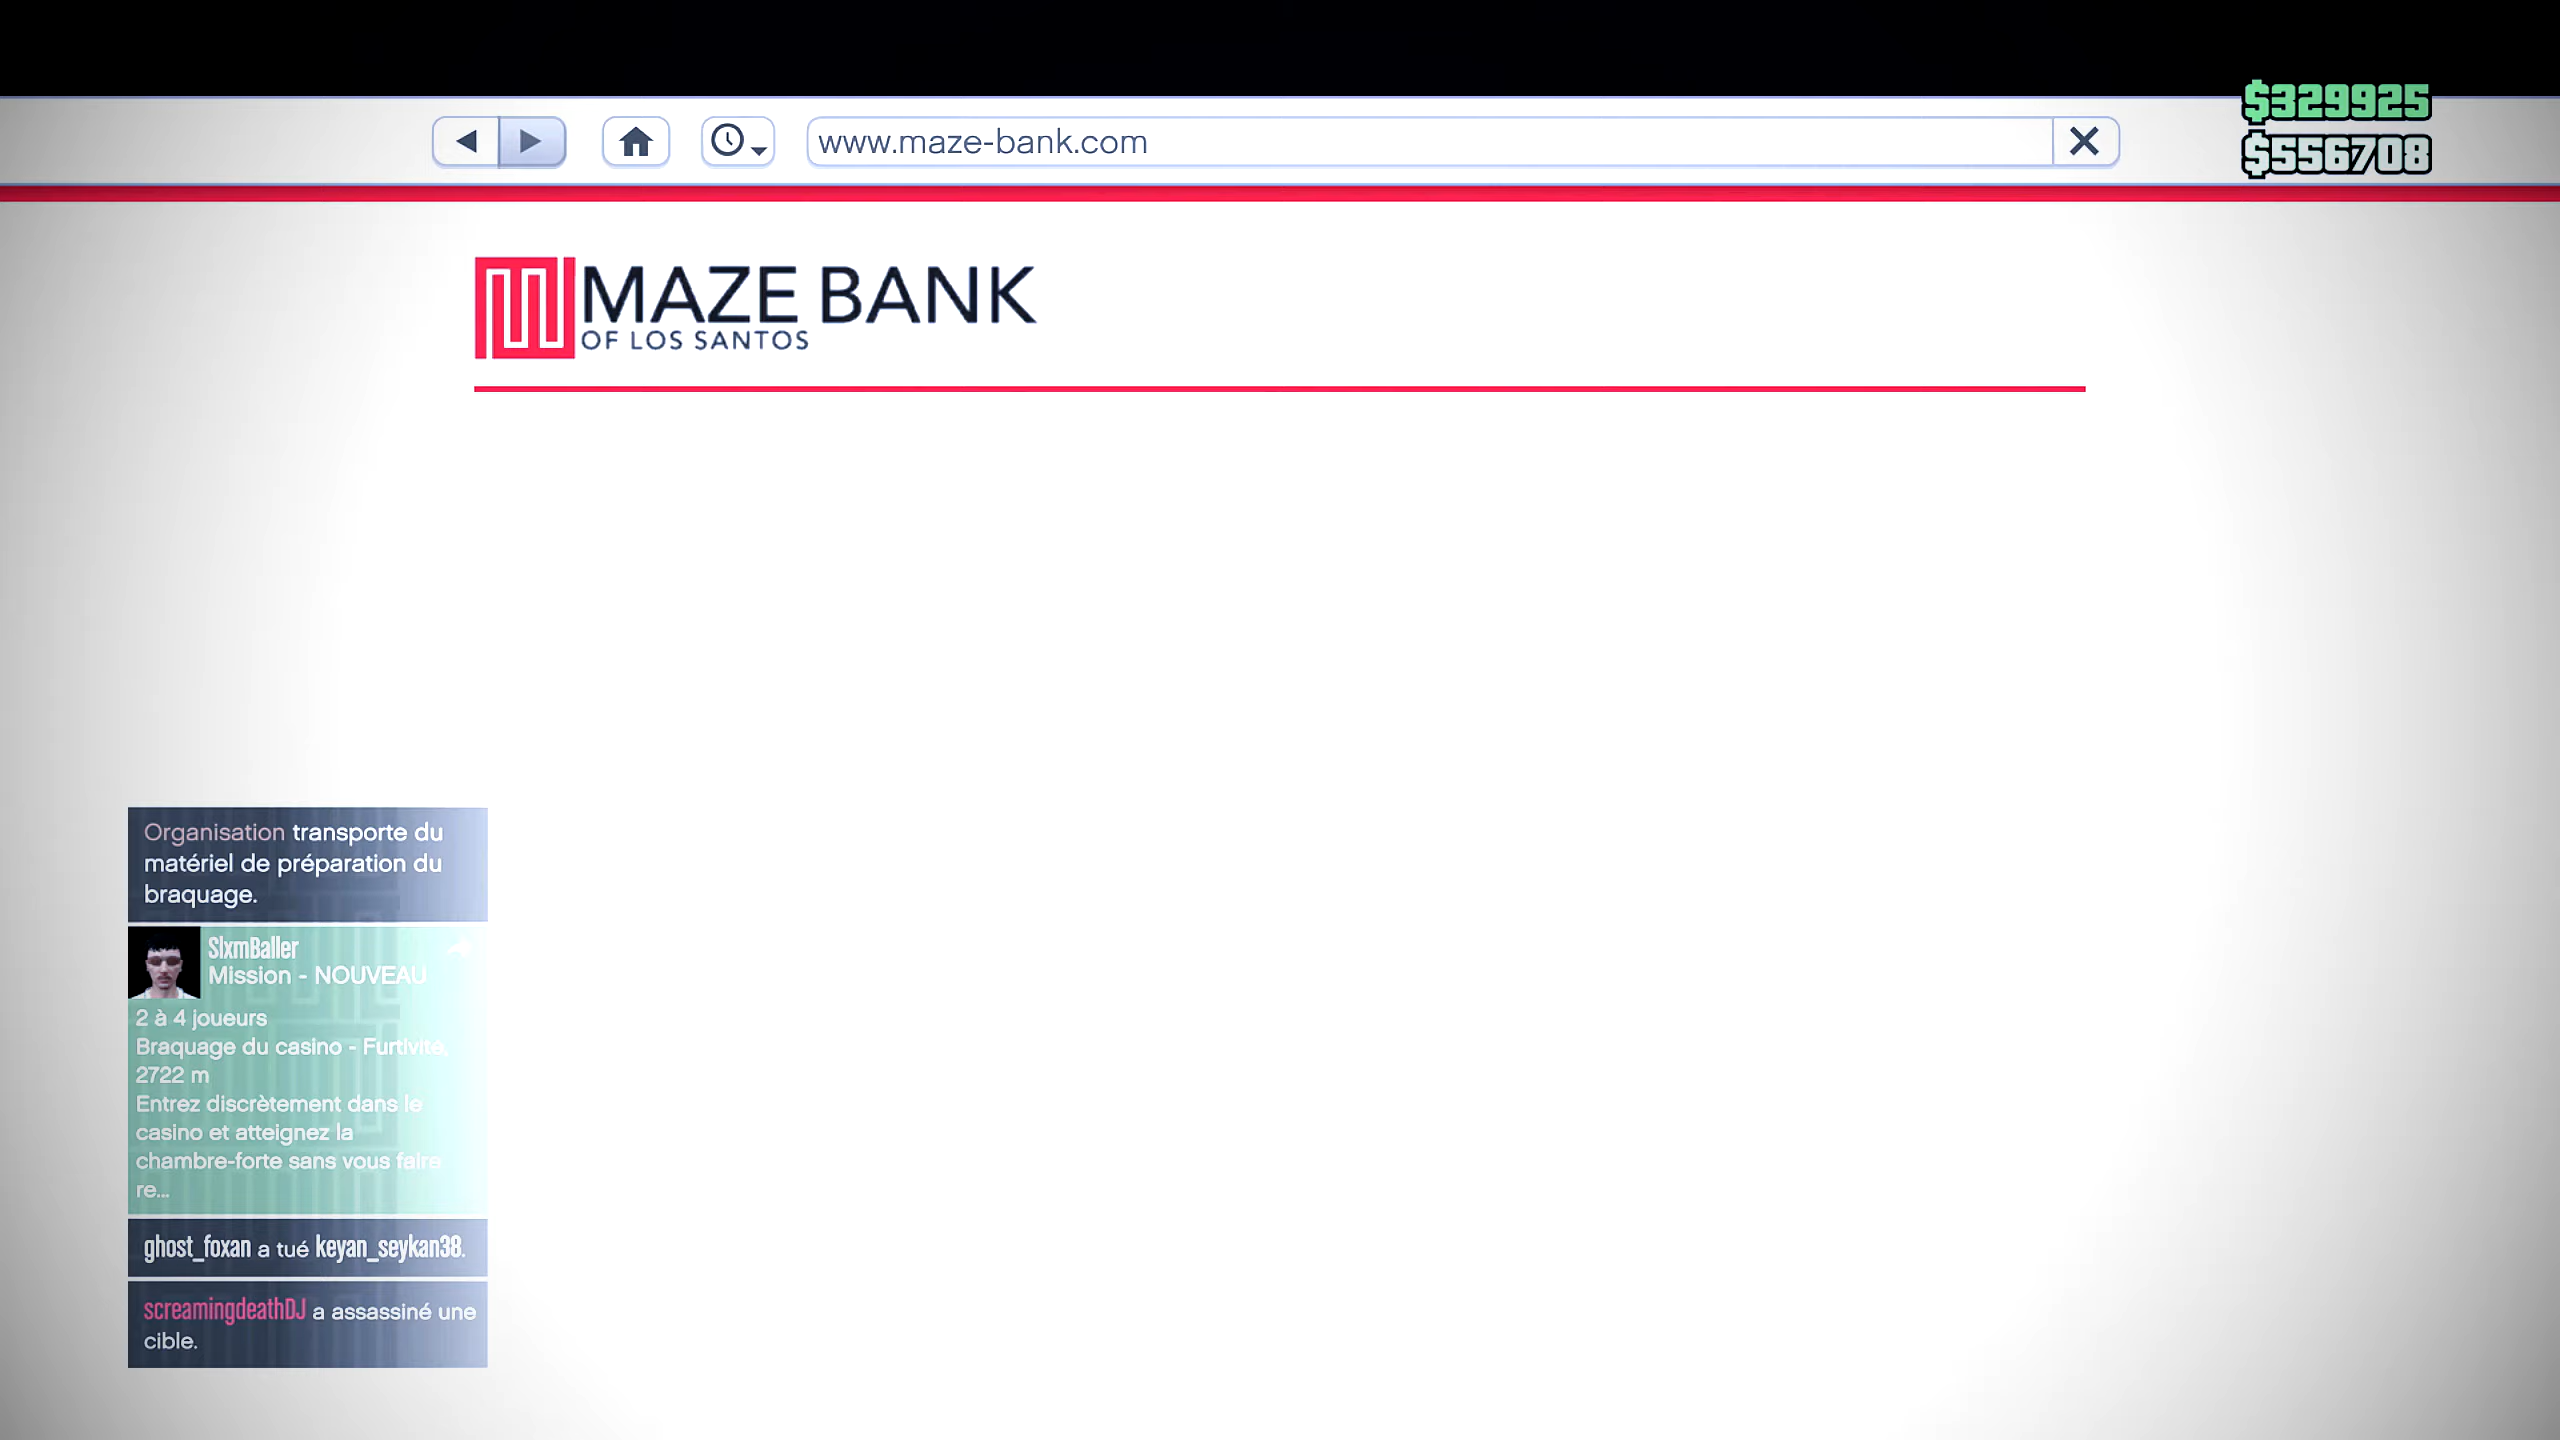 www.maze-bank.com
$329925
$556708
MAZE BANK
OF LOS SANTOS
Organisation transporte du
matériel de préparation du
braquage.
SlxmBaller
Mission - NOUVEAU
2 à 4 joueurs
Braquage du casino - Furtivité,
2722 m
Entrez discrètement dans le
casino et atteignez la
chambre-forte sans vous faire
re...
ghost_foxan a tué keyan_seykan38.
screamingdeathDJ a assassiné une
cible.